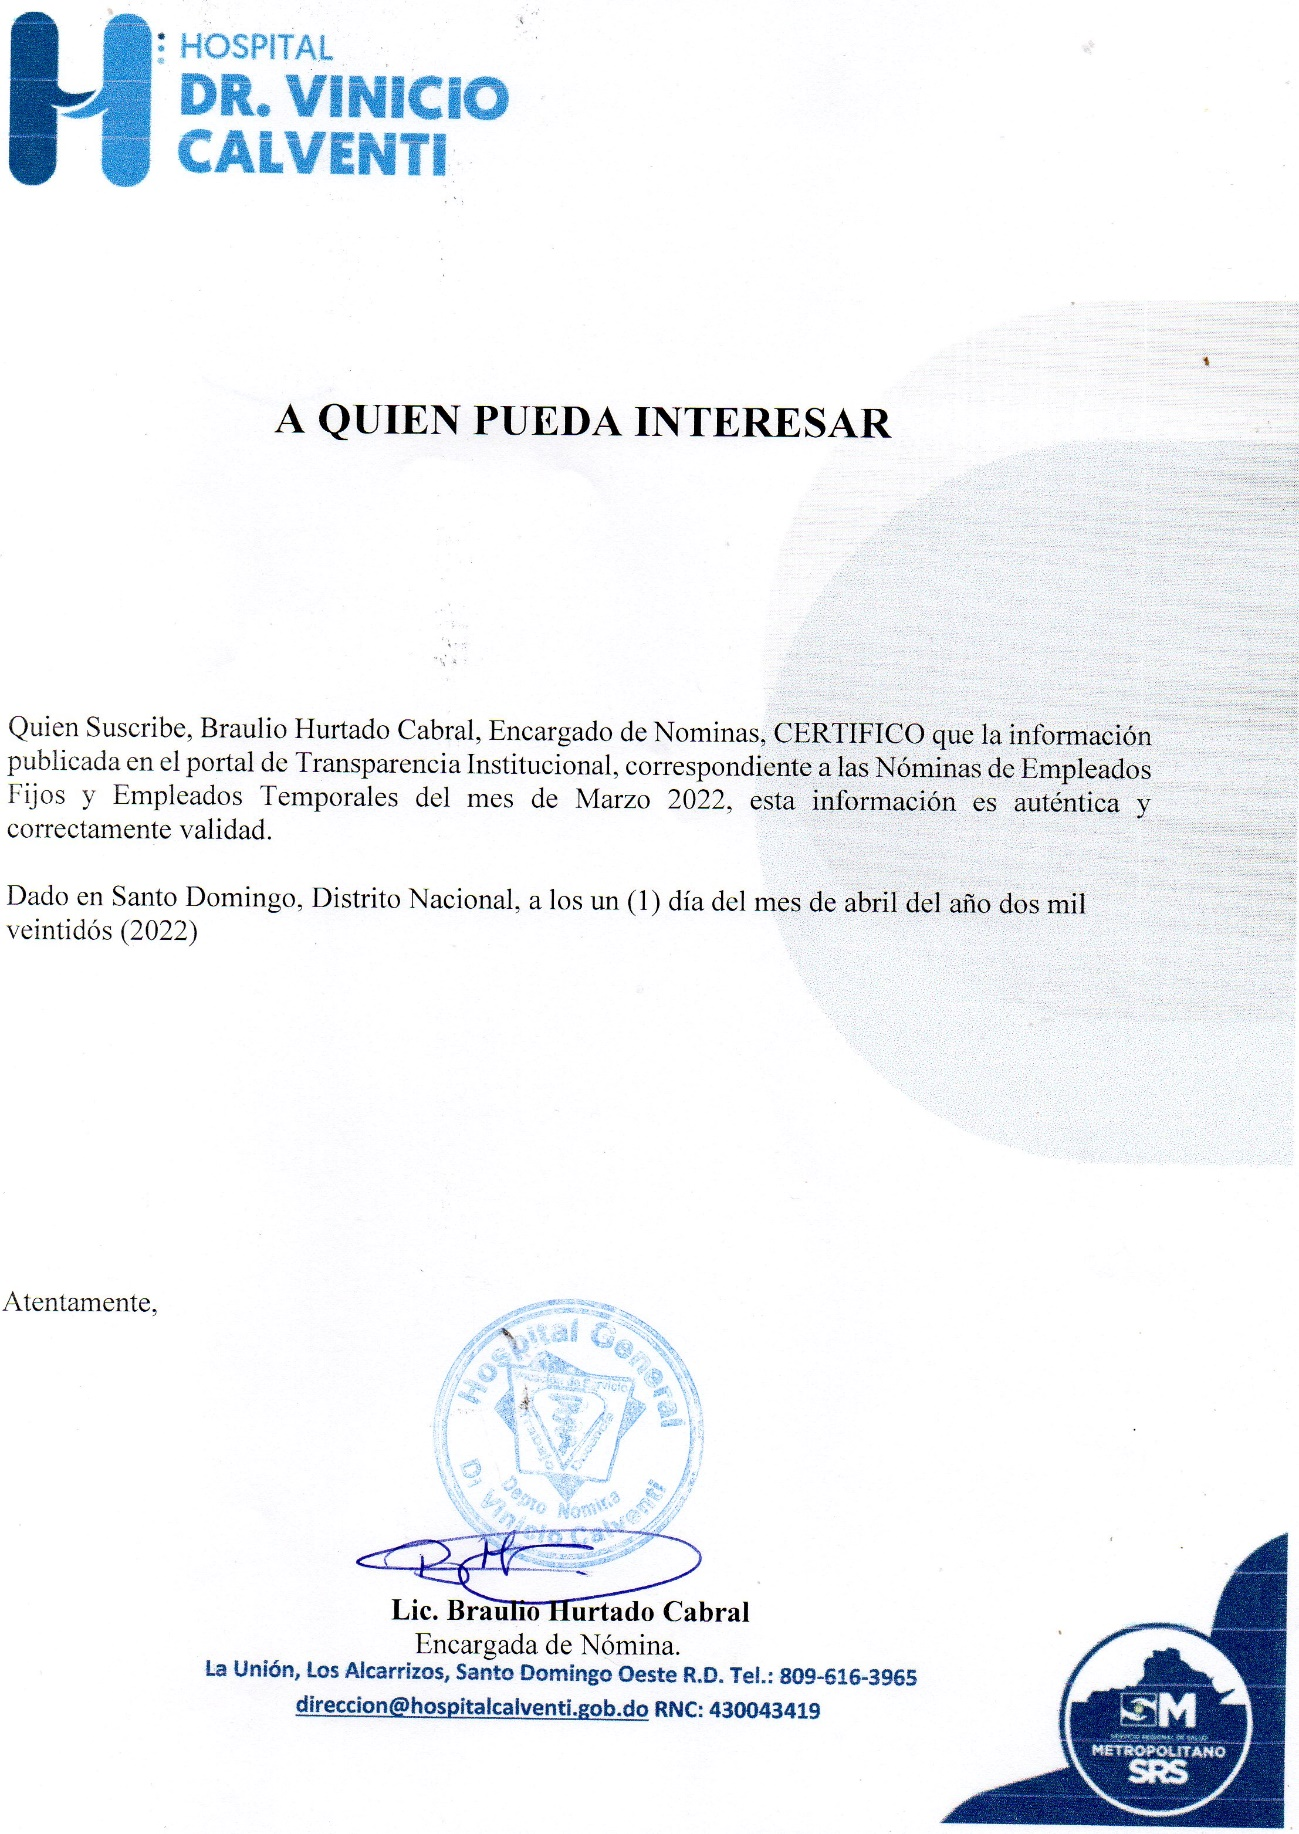 HOSPITAL
DR. VINICIO
CALVENTI
A QUIEN PUEDA INTERESAR
Quien Suscribe, Braulio Hurtado Cabral, Encargado de Nominas, CERTIFICO que la información
publicada en el portal de Transparencia Institucional, correspondiente a las Nóminas de Empleados
Fijos y Empleados Temporales del mes de Marzo 2022, esta información es auténtica y
correctamente validad.
Dado en Santo Domingo, Distrito Nacional, a los un (1) día del mes de abril del año dos mil
veintidós (2022)
Atentamente,
Hospital General
Depto Nomina
Vinicio Calventi
Lic. Braulio Hurtado Cabral
Encargada de Nómina.
La Unión, Los Alcarrizos, Santo Domingo Oeste R.D. Tel.: 809-616-3965
direccion@hospitalcalventi.gob.do RNC: 430043419
SERVICIO REGIONAL DE SALUD
METROPOLITANO
SRS